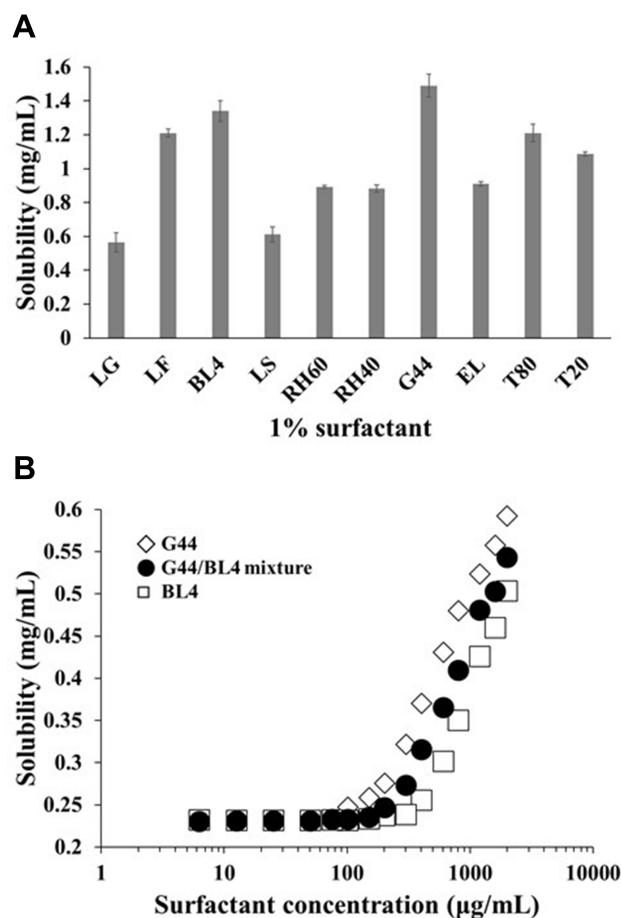 A
Solubility (mg/mL)
1.6
1.4
1.2
1
0.8
0.6
0.4
0.2
0
LG
LF
BL4
LS
RH60
RH40
G44
EL
T80
T20
1% surfactant
B
Solubility (mg/mL)
0.6
0.55
0.5
0.45
0.4
0.35
0.3
0.25
0.2
G44
G44/BL4 mixture
BL4
1
10
100
1000
10000
Surfactant concentration (µg/mL)